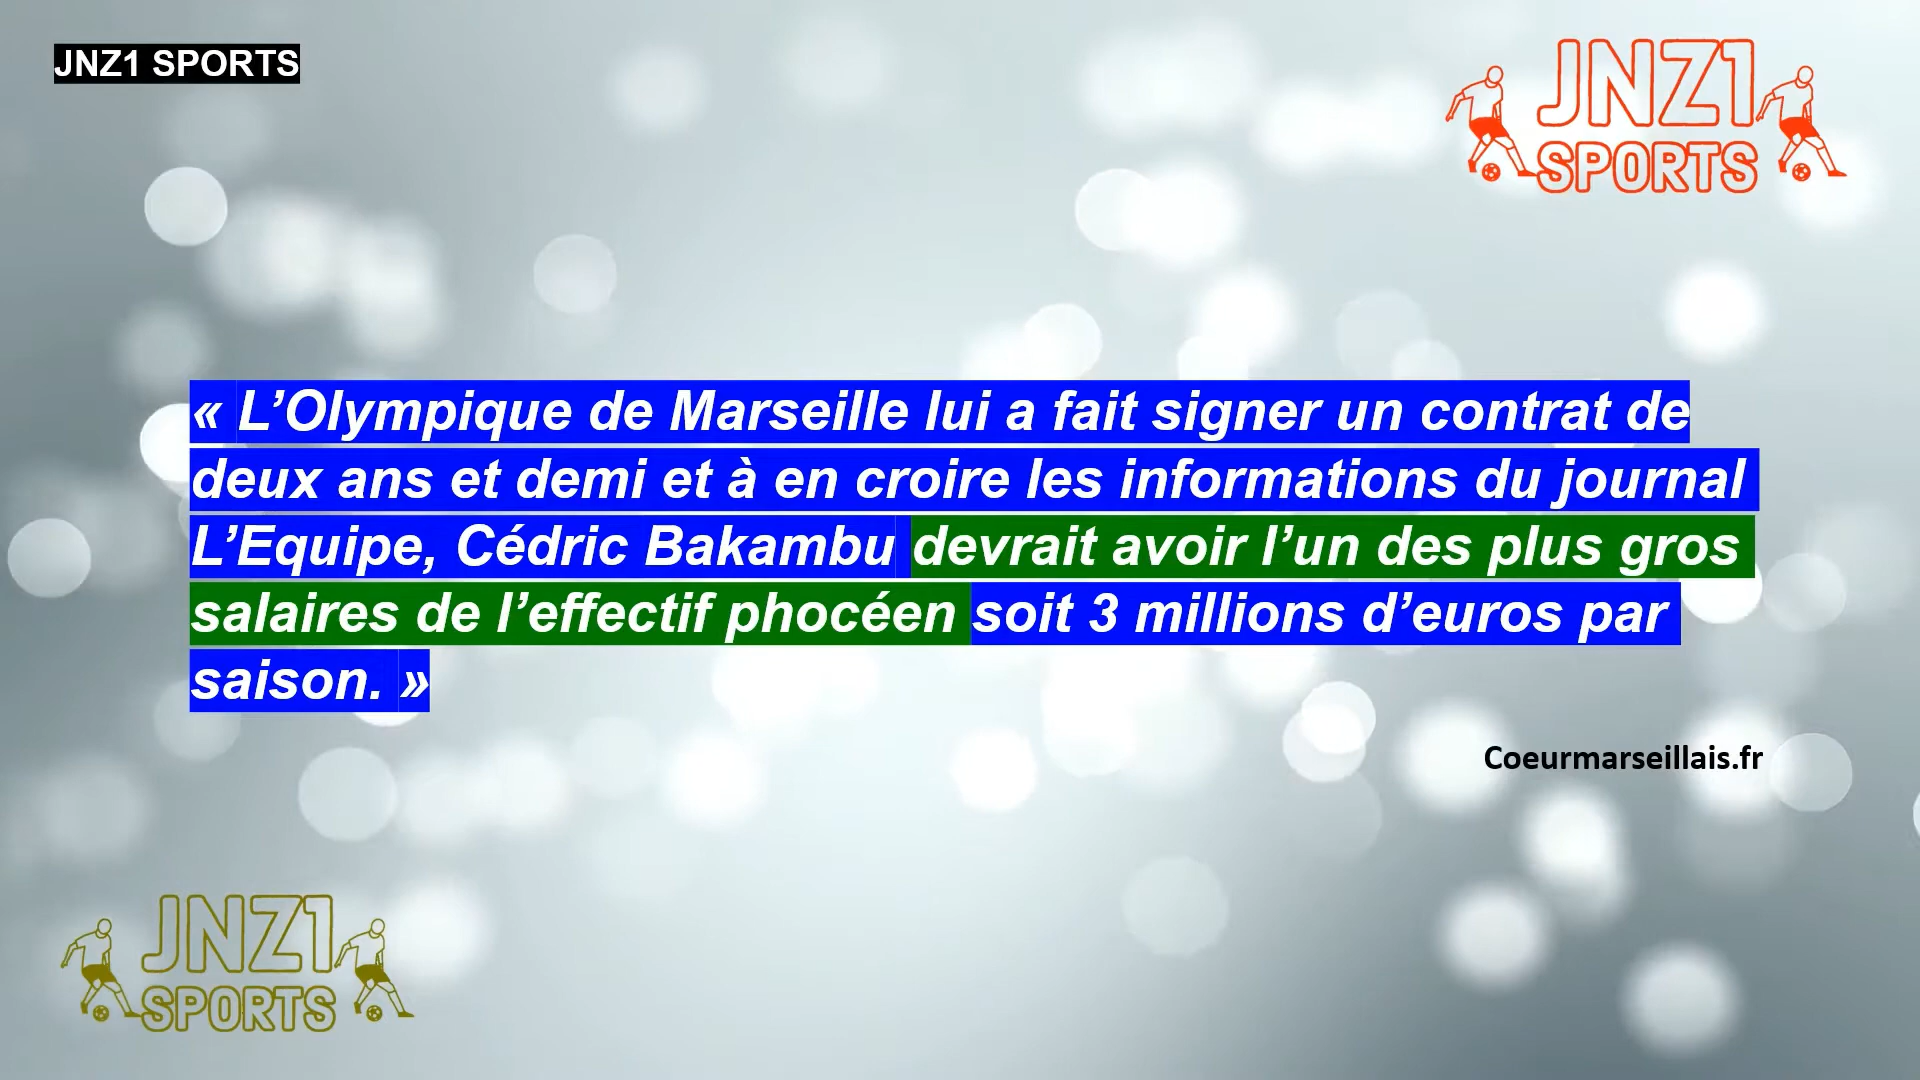 JNZ1 SPORTS
JNZ1
SPORTS
« L’Olympique de Marseille lui a fait signer un contrat de
deux ans et demi et à en croire les informations du journal
L’Equipe, Cédric Bakambu devrait avoir l’un des plus gros
salaires de l’effectif phocéen soit 3 millions d’euros par
saison. »
Coeurmarseillais.fr
JNZ1
SPORTS